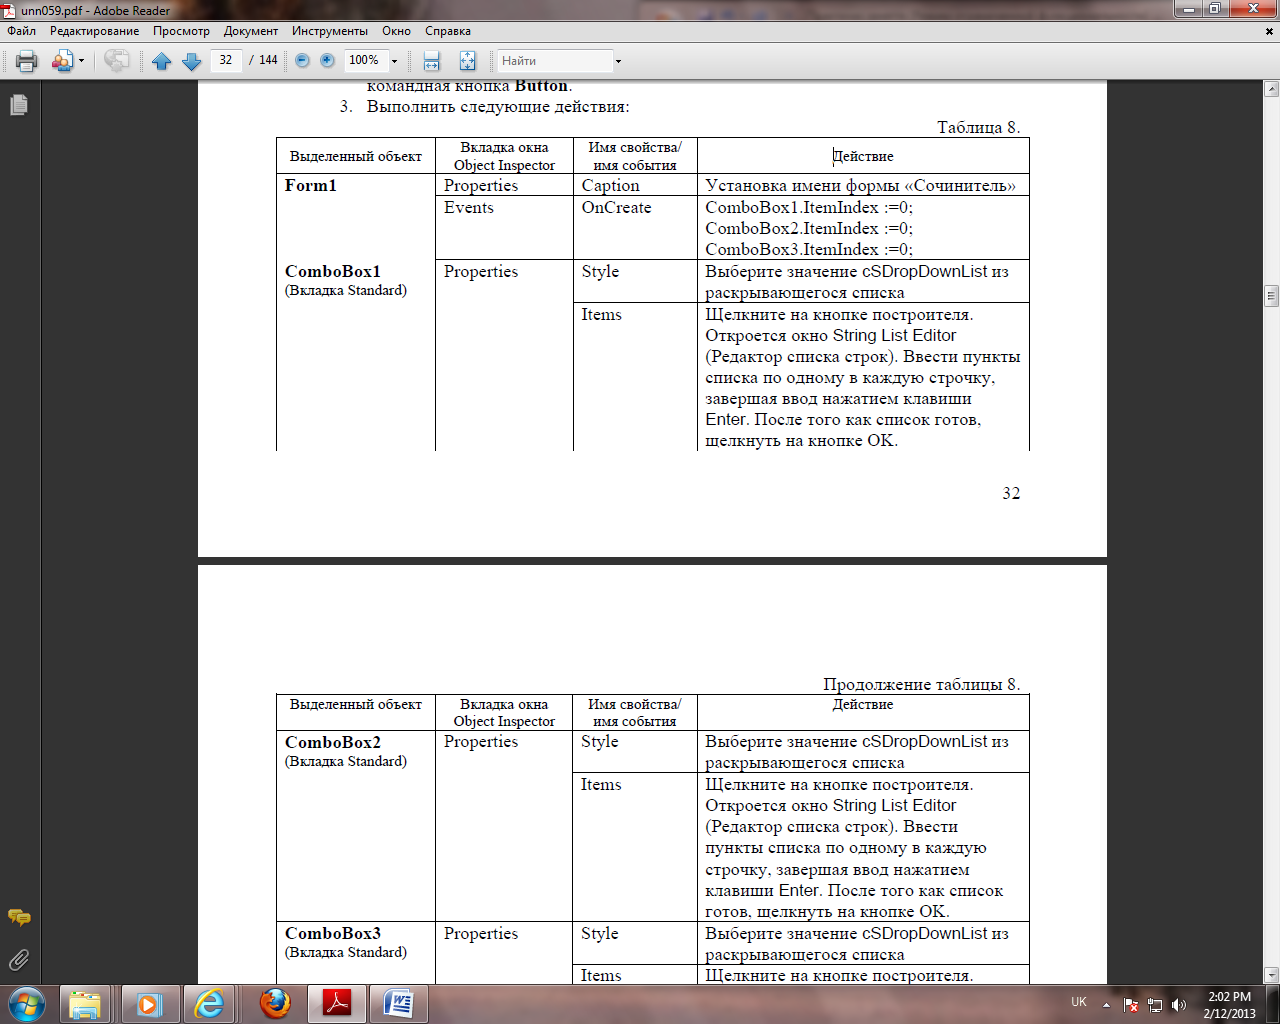 unn059.pdf - Adobe Reader
Файл Редактирование Просмотр Документ Инструменты Окно Справка
32 / 144 100% Найти
командная кнопка Button.
3. Выполнить следующие действия:
Таблица 8.
Выделенный объект
Вкладка окна
Object Inspector
Имя свойства/
имя события
Действие
Form1
Properties
Caption
Установка имени формы «Сочинитель»
Events
OnCreate
ComboBox1.ItemIndex :=0;
ComboBox2.ItemIndex :=0;
ComboBox3.ItemIndex :=0;
ComboBox1
(Вкладка Standard)
Properties
Style
Выберите значение cSDropDownList из
раскрывающегося списка
Items
Щелкните на кнопке построителя.
Откроется окно String List Editor
(Редактор списка строк). Ввести пункты
списка по одному в каждую строчку,
завершая ввод нажатием клавиши
Enter. После того как список готов,
щелкнуть на кнопке OK.
32
Продолжение таблицы 8.
Выделенный объект
Вкладка окна
Object Inspector
Имя свойства/
имя события
Действие
ComboBox2
(Вкладка Standard)
Properties
Style
Выберите значение cSDropDownList из
раскрывающегося списка
Items
Щелкните на кнопке построителя.
Откроется окно String List Editor
(Редактор списка строк). Ввести
пункты списка по одному в каждую
строчку, завершая ввод нажатием
клавиши Enter. После того как список
готов, щелкнуть на кнопке OK.
ComboBox3
(Вкладка Standard)
Properties
Style
Выберите значение cSDropDownList из
раскрывающегося списка
Items
Щелкните на кнопке построителя.
UK
2:02 PM
2/12/2013